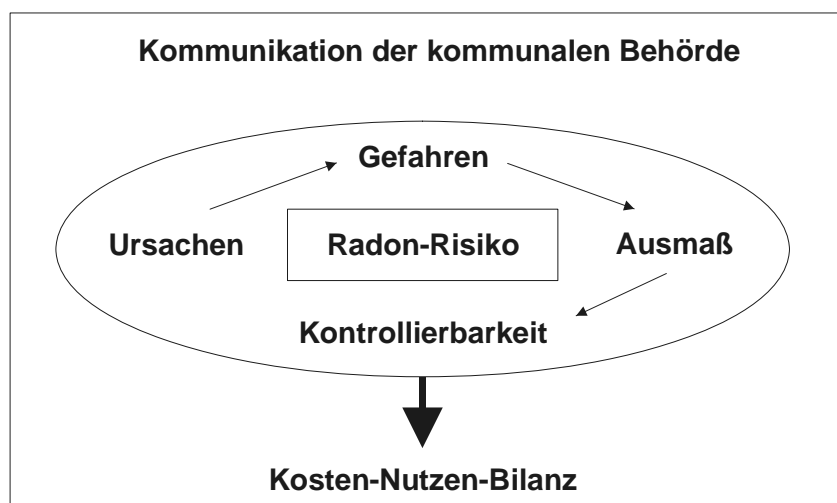 Kommunikation der kommunalen Behörde
Gefahren
Ursachen
Radon-Risiko
Ausmaß
Kontrollierbarkeit
Kosten-Nutzen-Bilanz